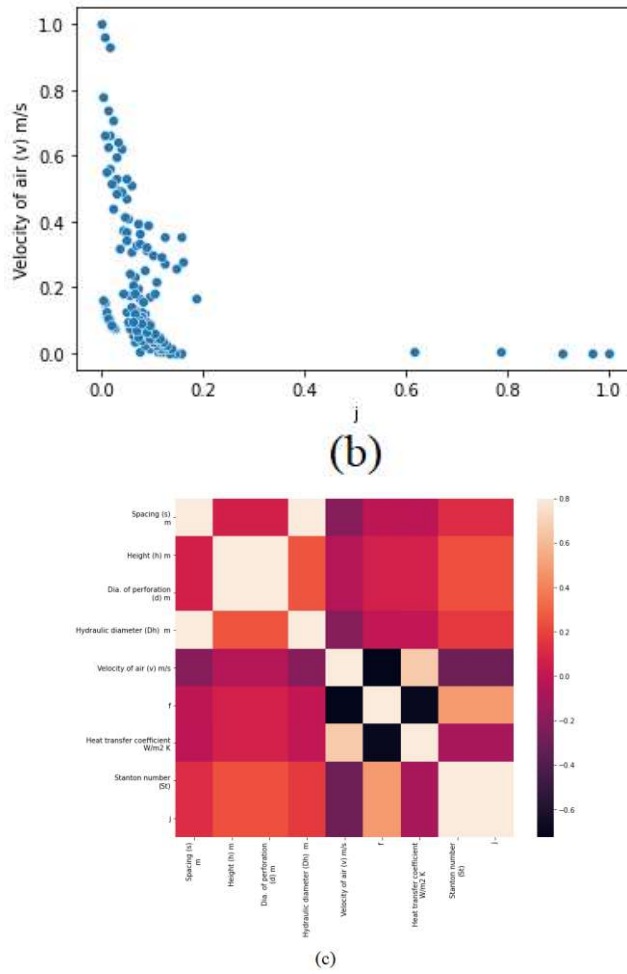 1.0
0.8
0.6
0.4
0.2
0.0
Velocity of air (v) m/s
0.0 0.2 0.4 0.6 0.8 1.0
j
(b)
Spacing (s)
m
Height (h) m
Dia. of perforation
(d) m
Hydraulic diameter (Dh) m
Velocity of air (v) m/s
f
Heat transfer coefficient
W/m2 K
Stanton number
(St)
j
0.8
0.6
0.4
0.2
0.0
−0.2
−0.4
−0.6
Spacing (s)
m
Height (h) m
Dia. of perforation
(d) m
Hydraulic diameter (Dh) m
Velocity of air (v) m/s
f
Heat transfer coefficient
W/m2 K
Stanton number
(St)
j
(c)